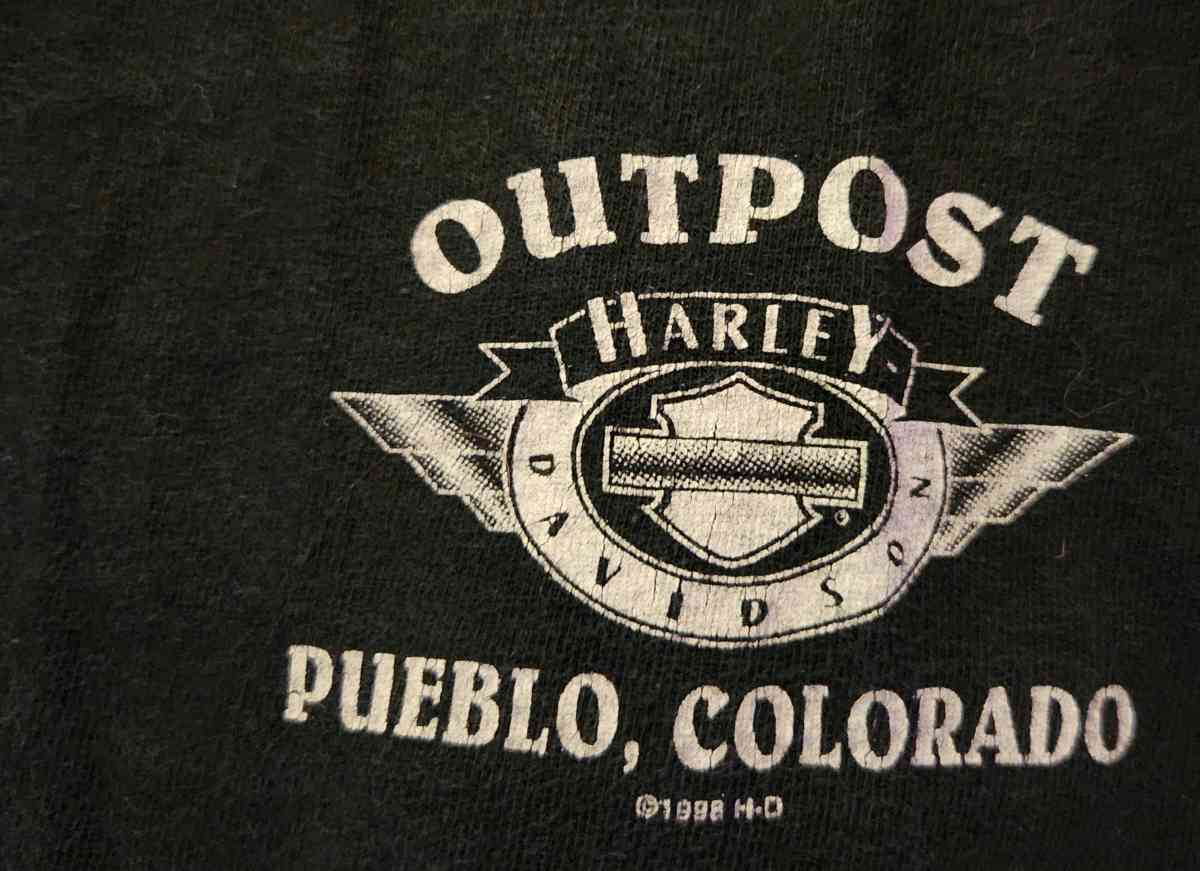 OUTPOST
HARLEY-
DAVIDSON
®
PUEBLO, COLORADO
©1998 H-D